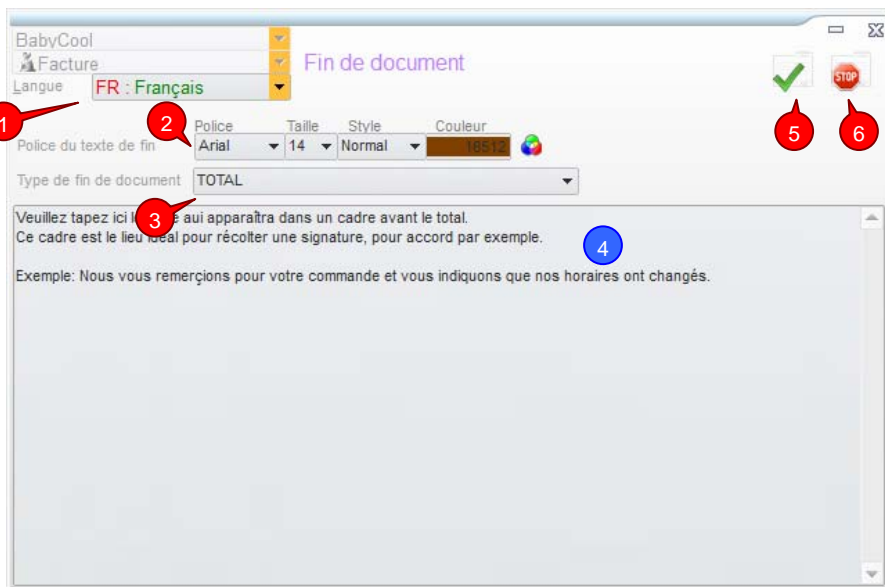 BabyCool
Facture
Fin de document
Langue FR : Français
STOP
1
2
5
6
Police Taille Style Couleur
Police du texte de fin Arial 14 Normal 16512
Type de fin de document TOTAL
3
Veuillez tapez ici le aui apparaîtra dans un cadre avant le total.
Ce cadre est le lieu idéal pour récolter une signature, pour accord par exemple.
4
Exemple: Nous vous remerçions pour votre commande et vous indiquons que nos horaires ont changés.